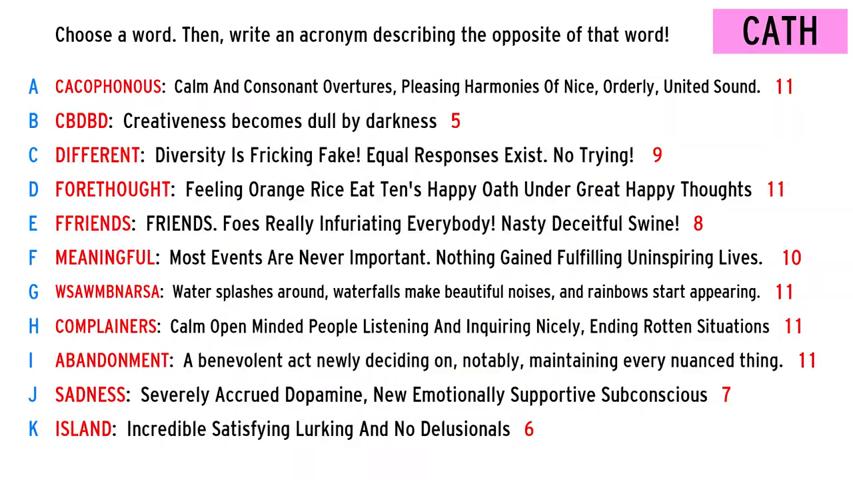 Choose a word. Then, write an acronym describing the opposite of that word!
CATH
A CACOPHONOUS: Calm And Consonant Overtures, Pleasing Harmonies Of Nice, Orderly, United Sound. 11
B CBDBD: Creativeness becomes dull by darkness 5
C DIFFERENT: Diversity Is Fricking Fake! Equal Responses Exist. No Trying! 9
D FORETHOUGHT: Feeling Orange Rice Eat Ten's Happy Oath Under Great Happy Thoughts 11
E FFRIENDS: FRIENDS. Foes Really Infuriating Everybody! Nasty Deceitful Swine! 8
F MEANINGFUL: Most Events Are Never Important. Nothing Gained Fulfilling Uninspiring Lives. 10
G WSAWMBNARSA: Water splashes around, waterfalls make beautiful noises, and rainbows start appearing. 11
H COMPLAINERS: Calm Open Minded People Listening And Inquiring Nicely, Ending Rotten Situations 11
I ABANDONMENT: A benevolent act newly deciding on, notably, maintaining every nuanced thing. 11
J SADNESS: Severely Accrued Dopamine, New Emotionally Supportive Subconscious 7
K ISLAND: Incredible Satisfying Lurking And No Delusionals 6